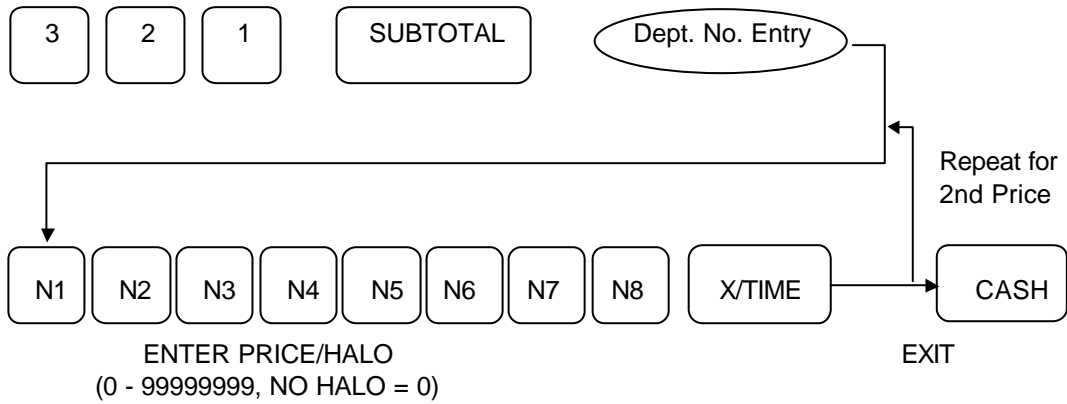 3 2 1 SUBTOTAL Dept. No. Entry
Repeat for
2nd Price
N1 N2 N3 N4 N5 N6 N7 N8 X/TIME CASH
ENTER PRICE/HALO EXIT
(0 - 99999999, NO HALO = 0)